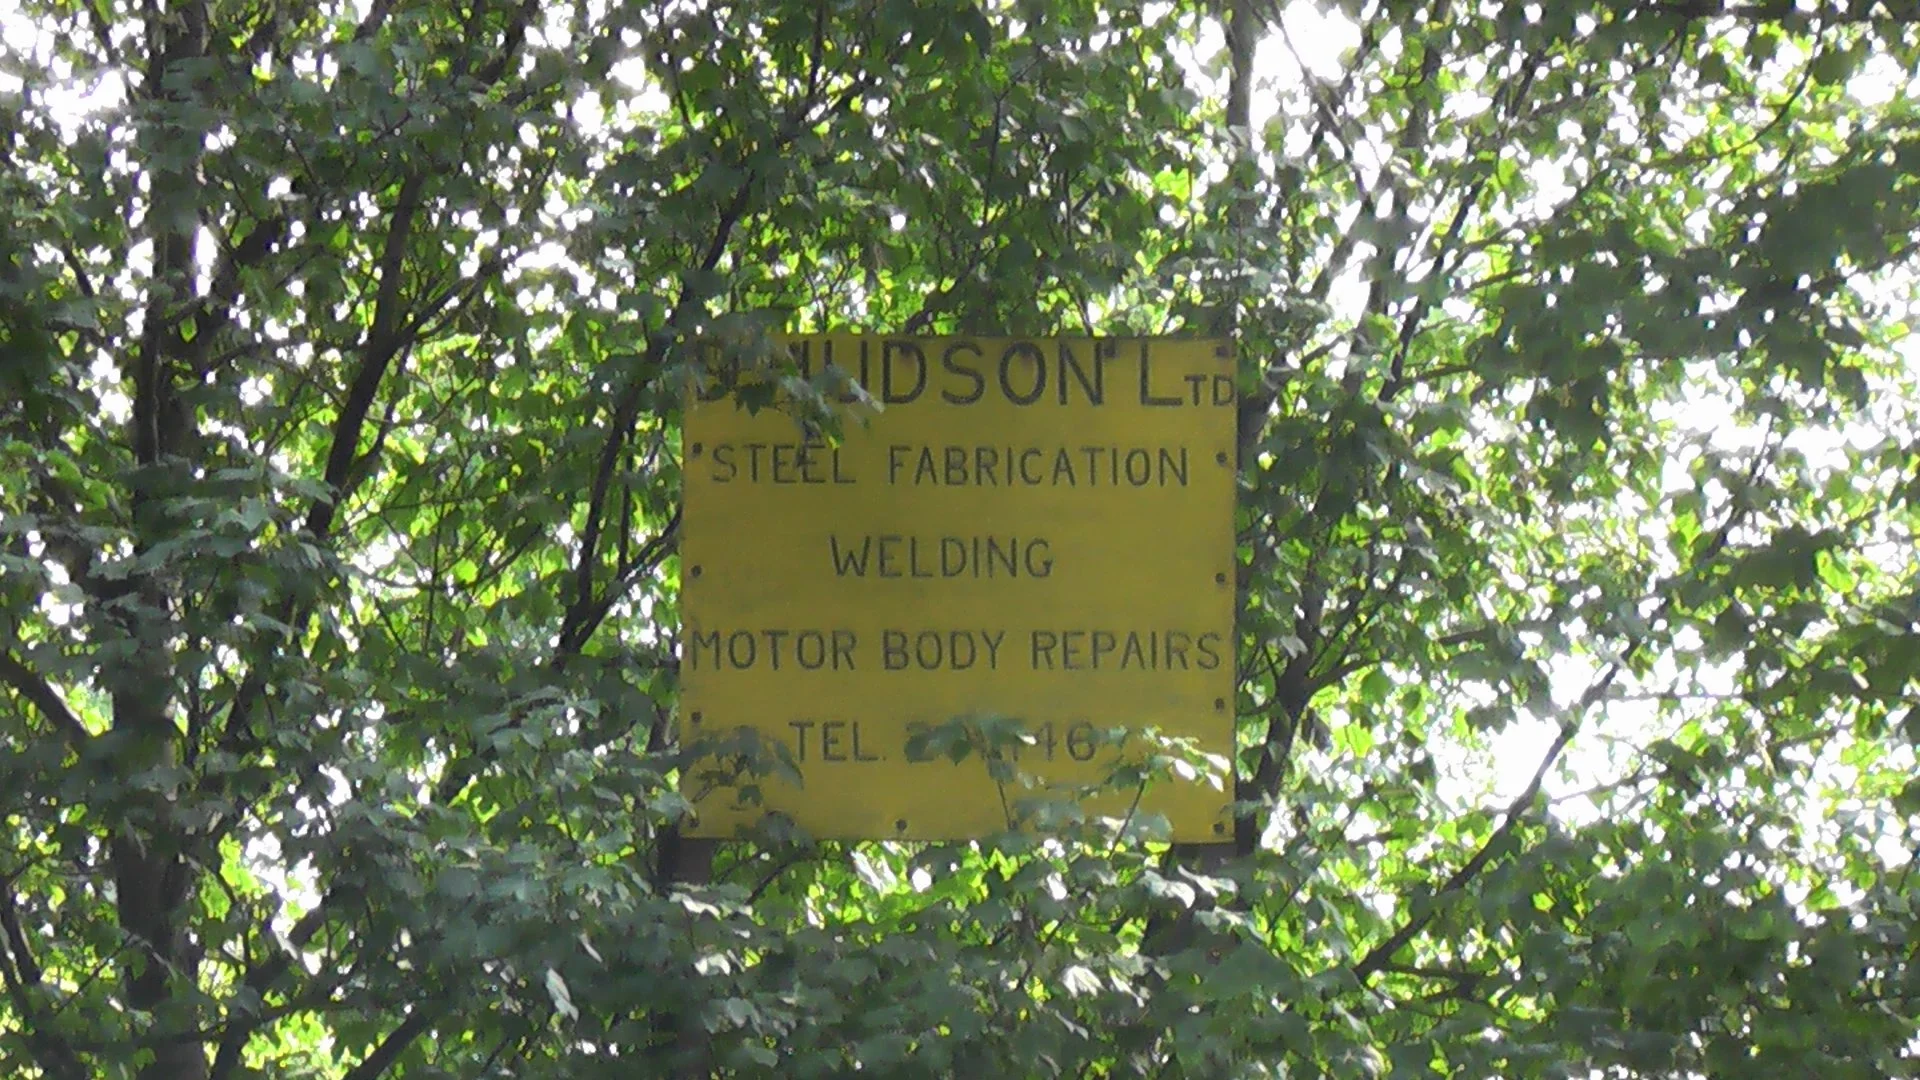 HUDSON LTD
STEEL FABRICATION
WELDING
MOTOR BODY REPAIRS
TEL.